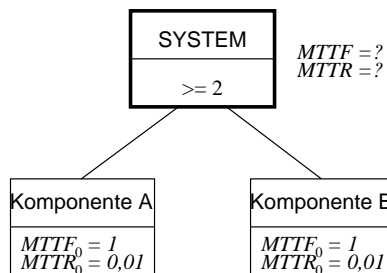 SYSTEM
>= 2
MTTF = ?
MTTR = ?
Komponente A
MTTF₀ = 1
MTTR₀ = 0,01
Komponente B
MTTF₀ = 1
MTTR₀ = 0,01